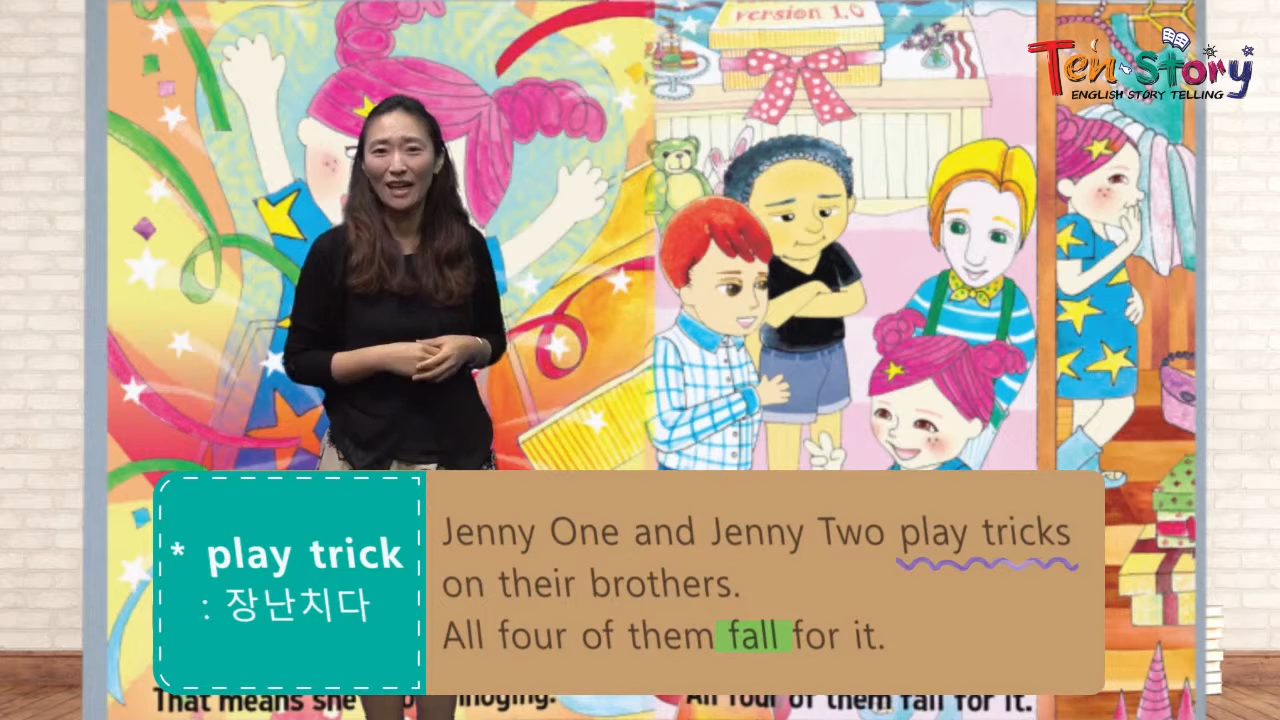 version 1.0
Ten Story
ENGLISH STORY TELLING
* play trick
: 장난치다
Jenny One and Jenny Two play tricks
on their brothers.
All four of them fall for it.
That means she
All four of them fall for it.